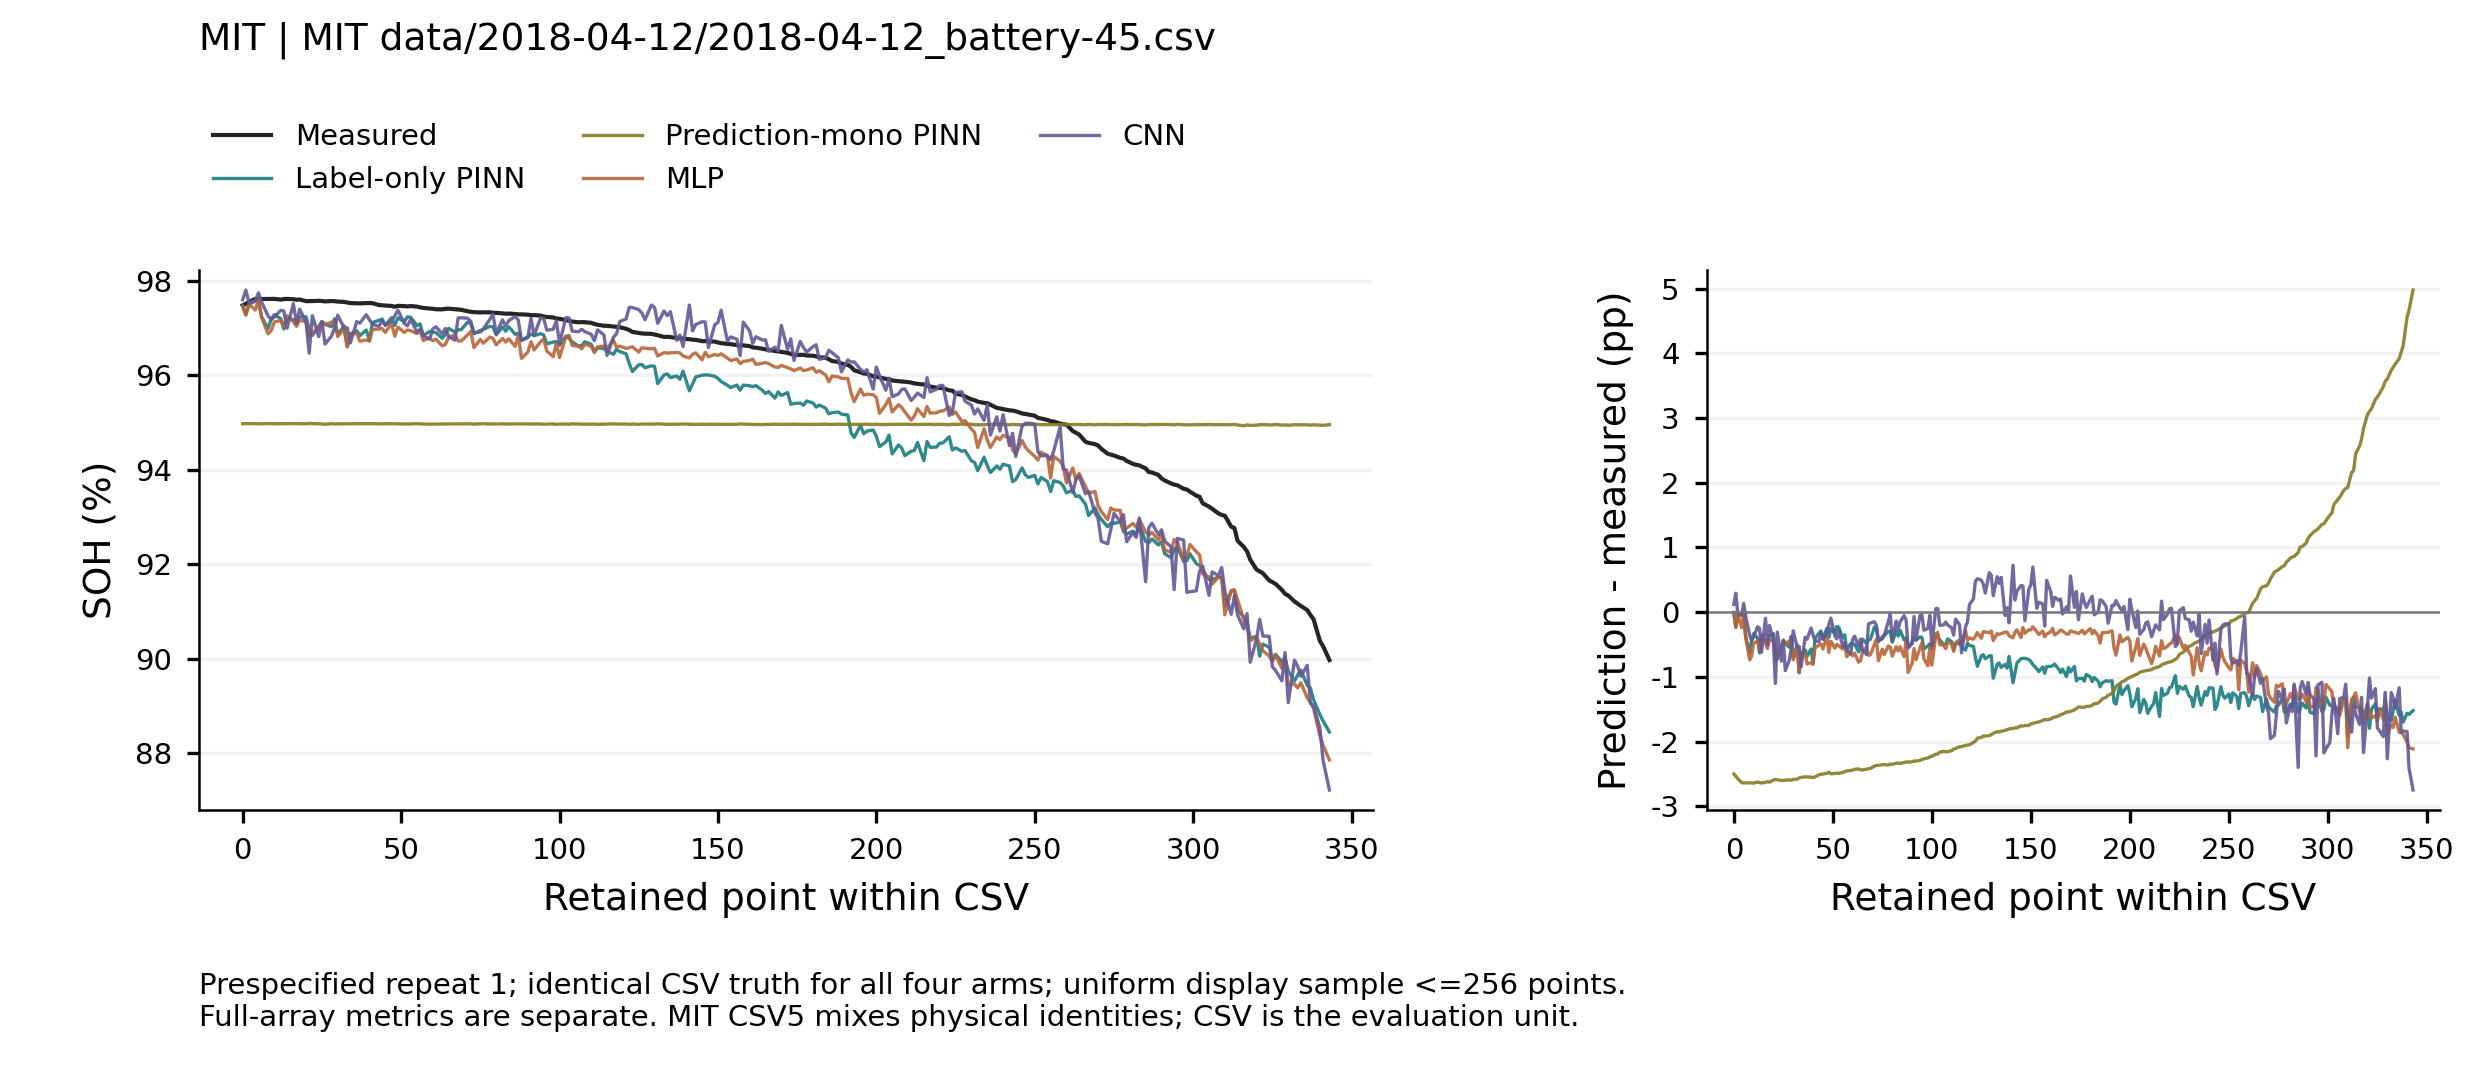 MIT | MIT data/2018-04-12/2018-04-12_battery-45.csv
Measured
Label-only PINN
Prediction-mono PINN
MLP
CNN
SOH (%)
98
96
94
92
90
88
0 50 100 150 200 250 300 350
Retained point within CSV
Prediction - measured (pp)
5
4
3
2
1
0
-1
-2
-3
0 50 100 150 200 250 300 350
Retained point within CSV
Prespecified repeat 1; identical CSV truth for all four arms; uniform display sample <=256 points.
Full-array metrics are separate. MIT CSV5 mixes physical identities; CSV is the evaluation unit.